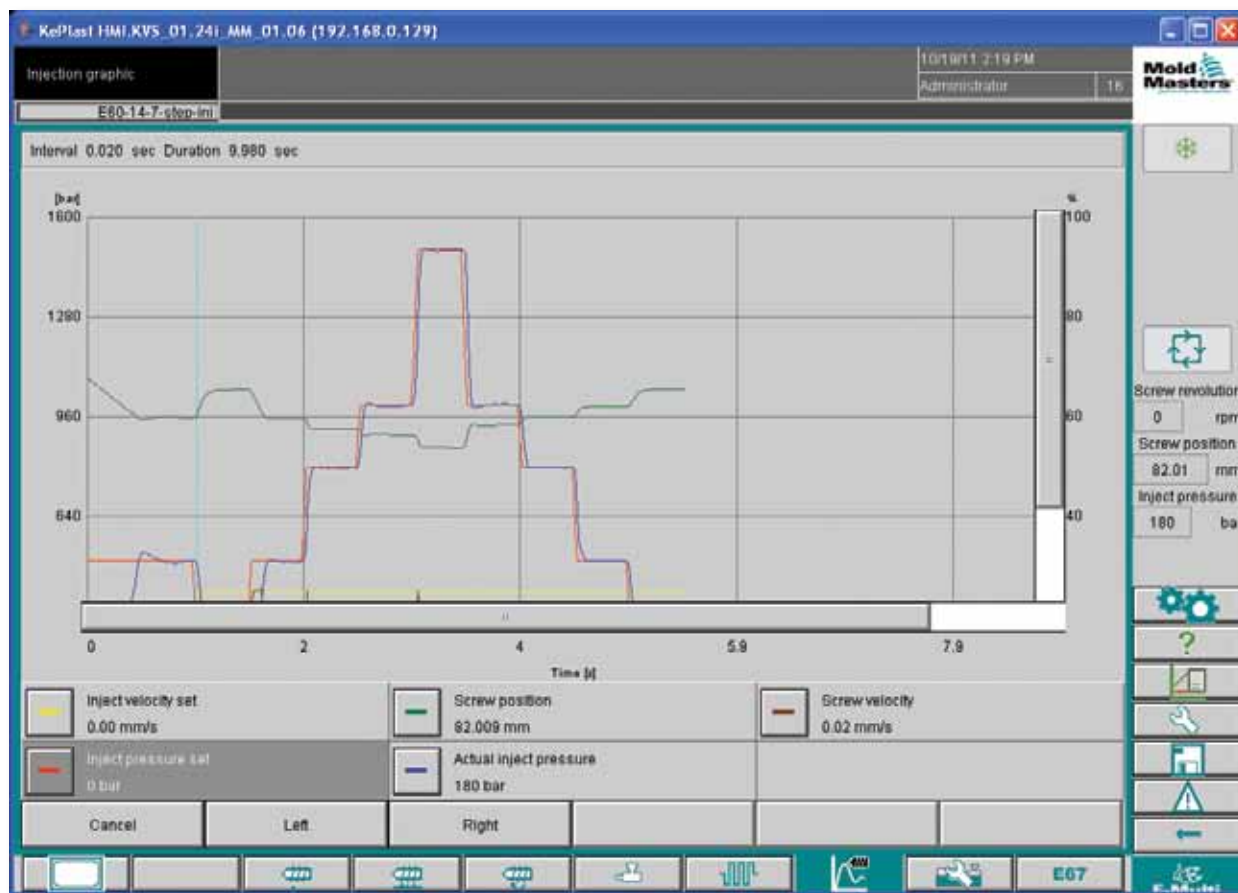 KePlast HMI.KVS_01.24i_MM_01.06 (192.168.0.129)
Injection graphic
10/19/11 2:19 PM
Administrator 16
Mold
Masters
E60-14-7-step-inj
Interval 0.020 sec Duration 9.980 sec
[bar] %
1600 100
1280 80
960 60
640 40
0 2 4 5.9 7.9
Time [s]
Screw revolution
0 rpm
Screw position
82.01 mm
Inject pressure
180 ba
Inject velocity set Screw position Screw velocity
0.00 mm/s 82.009 mm 0.02 mm/s
Inject pressure set Actual inject pressure
0 bar 180 bar
Cancel Left Right
?
E67